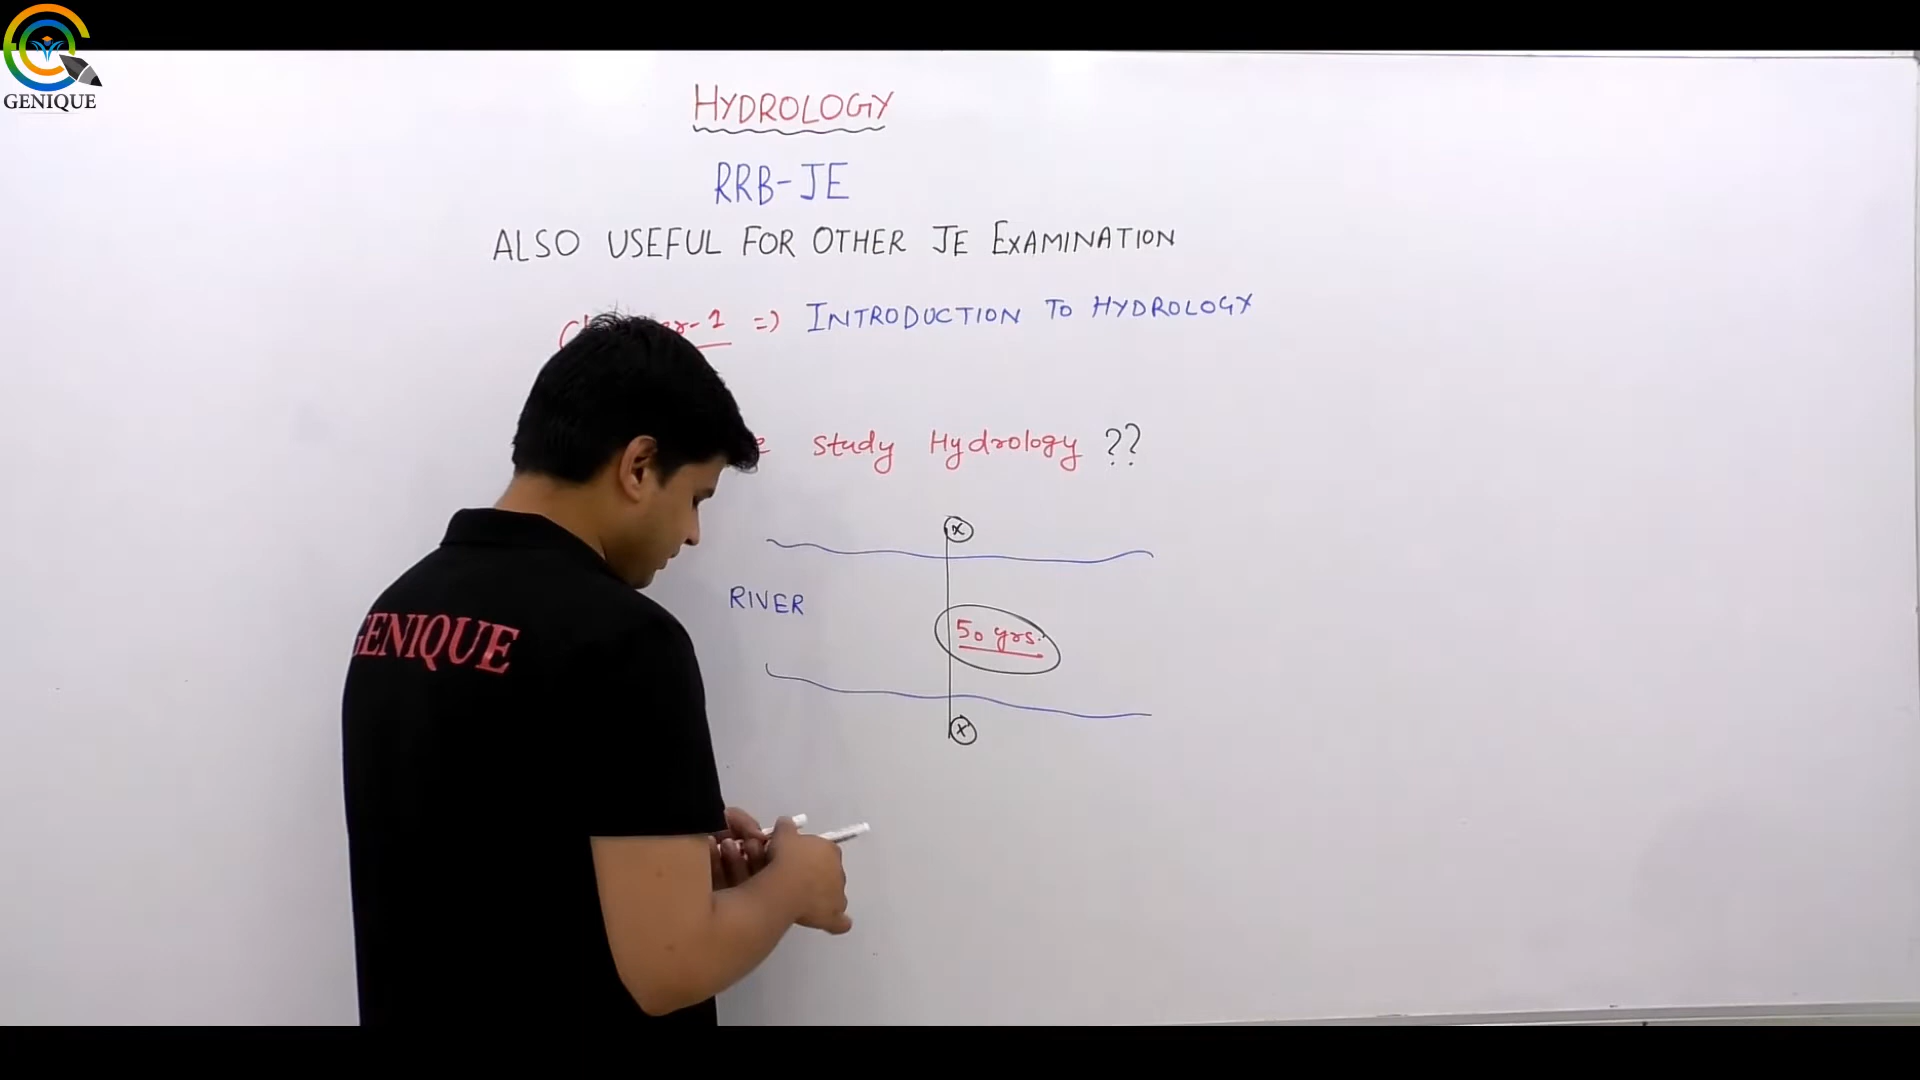 GENIQUE
HYDROLOGY
RRB-JE
ALSO USEFUL FOR OTHER JE EXAMINATION
-1 => INTRODUCTION TO HYDROLOGY
study Hydrology ??
x
RIVER
50 yrs.
x
GENIQUE